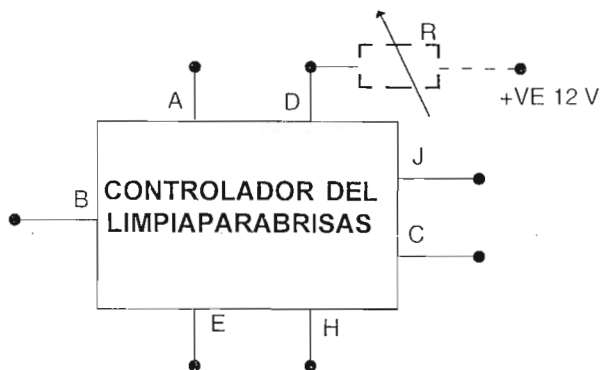 R
A
D
+VE 12 V
J
B
CONTROLADOR DEL
LIMPIAPARABRISAS
C
E
H